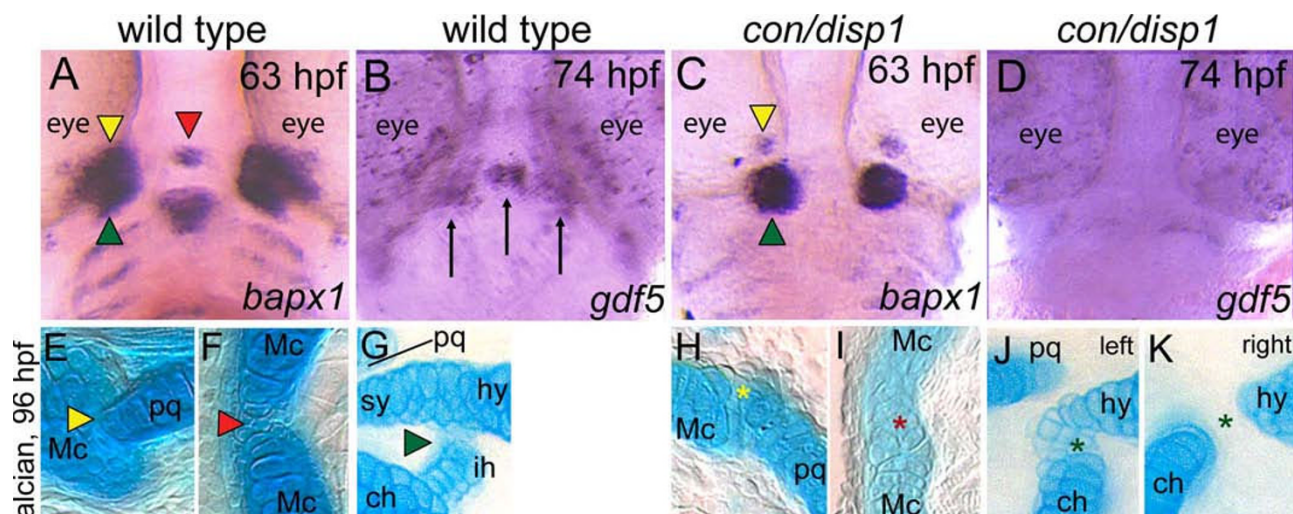 wild type wild type con/disp1 con/disp1
A 63 hpf B 74 hpf C 63 hpf D 74 hpf
eye eye eye eye eye eye eye eye
bapx1 gdf5 bapx1 gdf5
alcian, 96 hpf
E pq Mc
F Mc Mc
G pq hy sy ih ch
H Mc pq
I Mc Mc
J pq left hy ch
K right hy ch